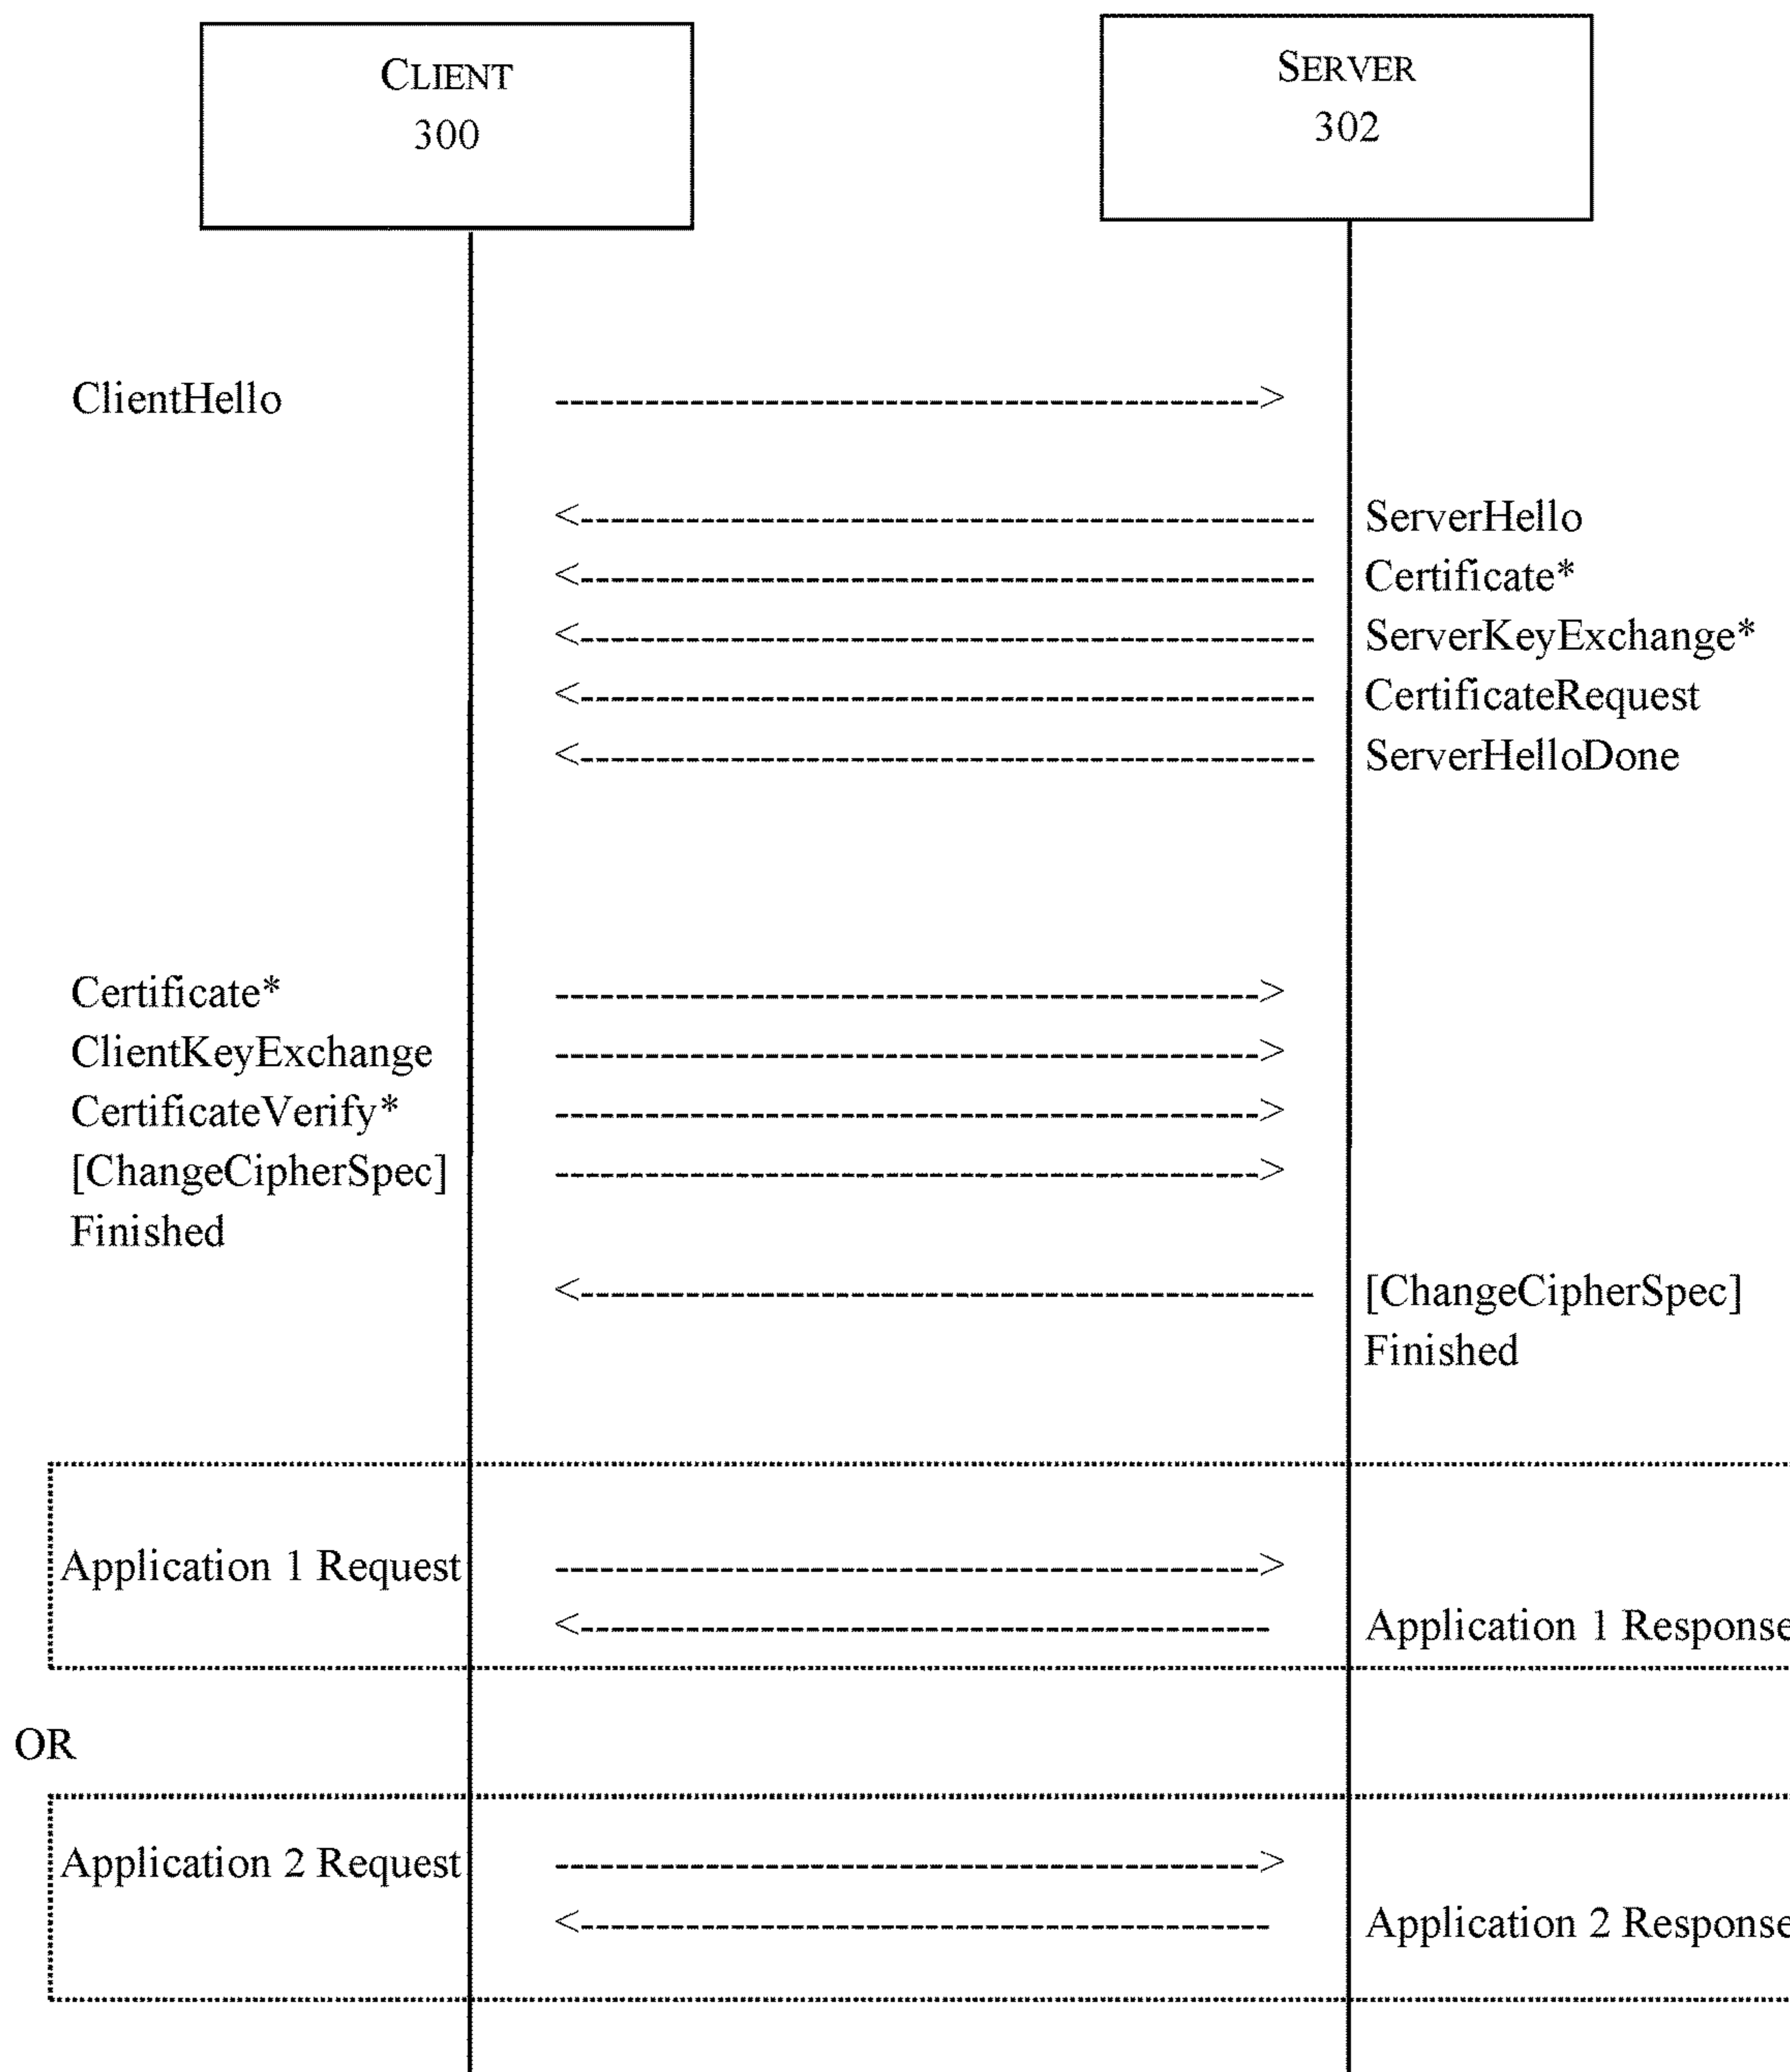 CLIENT
300
SERVER
302
ClientHello
ServerHello
Certificate*
ServerKeyExchange*
CertificateRequest
ServerHelloDone
Certificate*
ClientKeyExchange
CertificateVerify*
[ChangeCipherSpec]
Finished
[ChangeCipherSpec]
Finished
Application 1 Request
Application 1 Response
OR
Application 2 Request
Application 2 Response